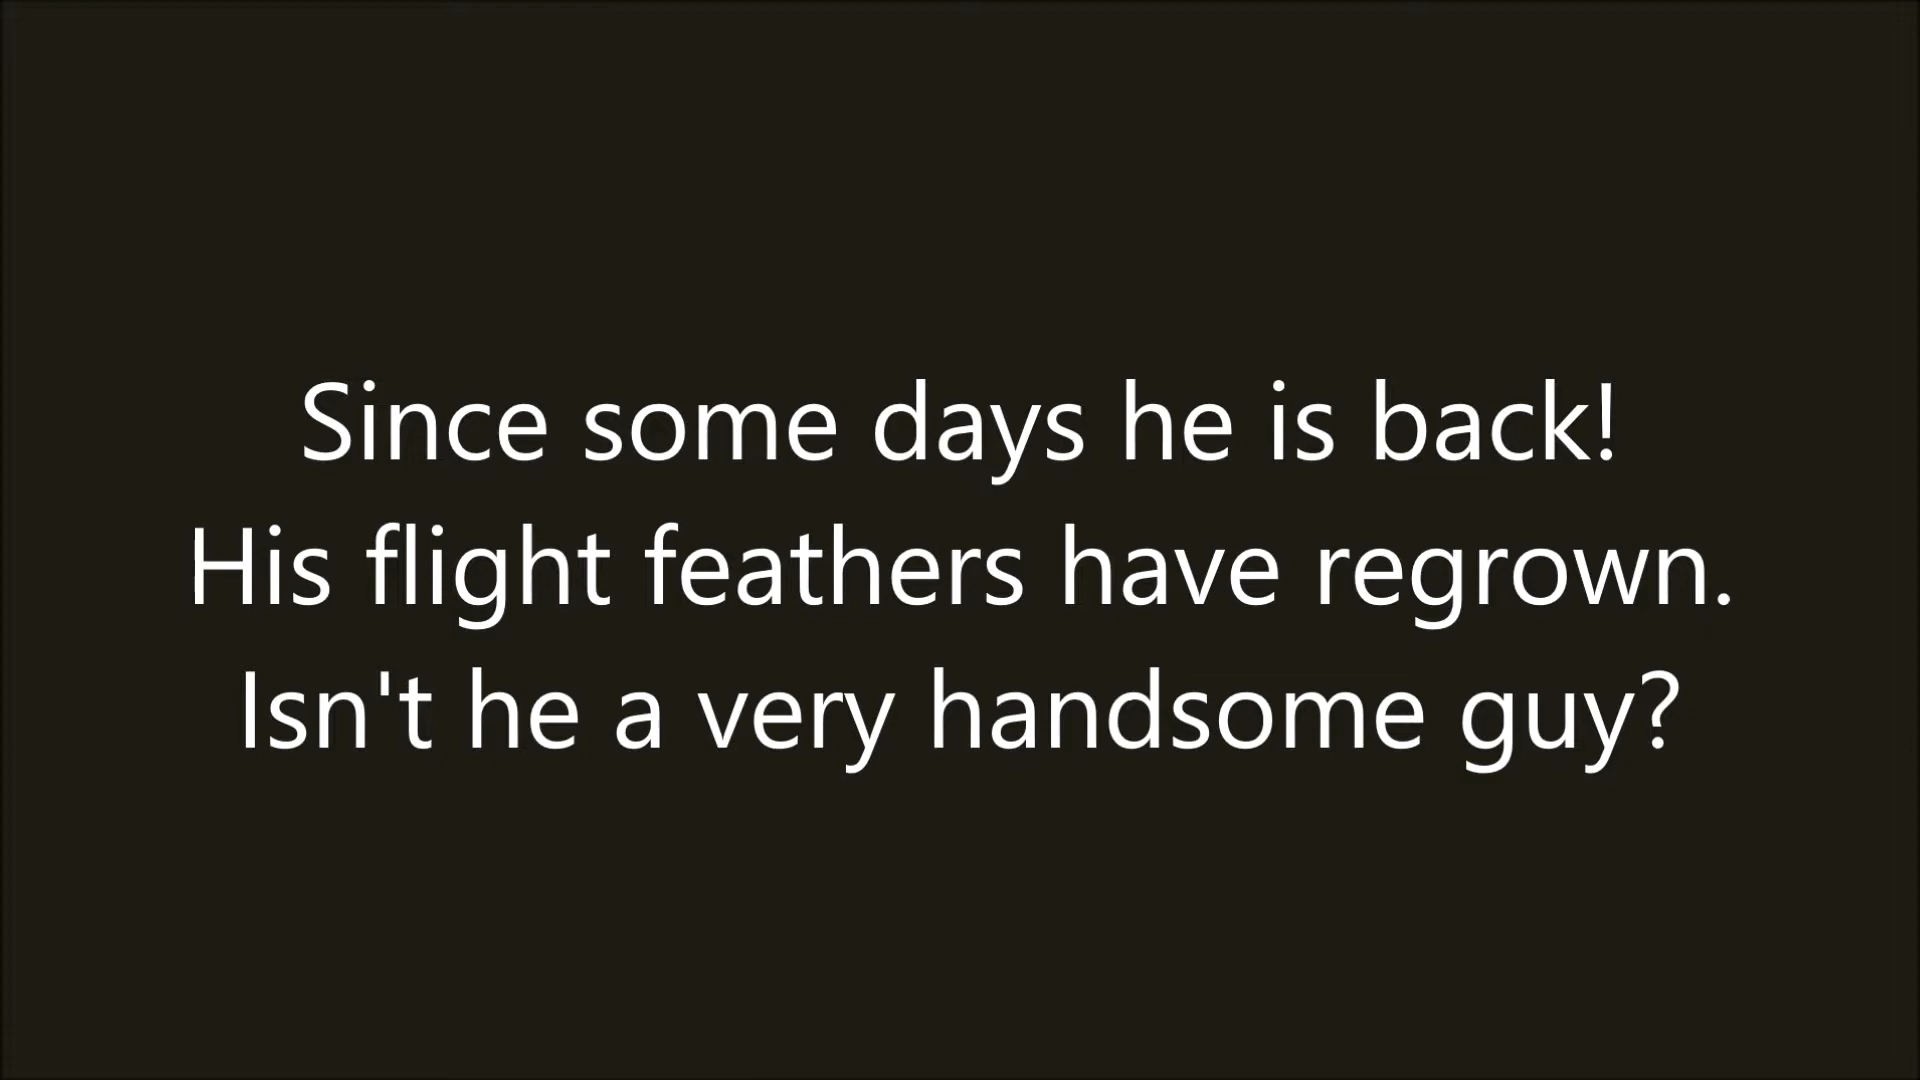 Since some days he is back!
His flight feathers have regrown.
Isn't he a very handsome guy?